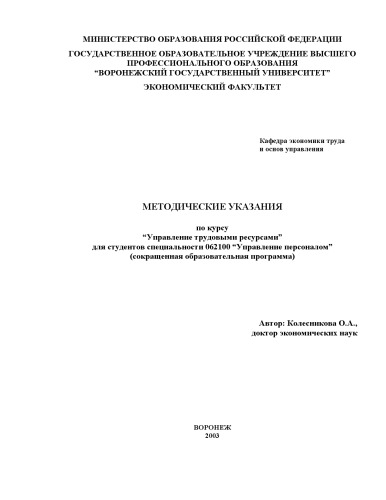 МИНИСТЕРСТВО ОБРАЗОВАНИЯ РОССИЙСКОЙ ФЕДЕРАЦИИ
ГОСУДАРСТВЕННОЕ ОБРАЗОВАТЕЛЬНОЕ УЧРЕЖДЕНИЕ ВЫСШЕГО
ПРОФЕССИОНАЛЬНОГО ОБРАЗОВАНИЯ
“ВОРОНЕЖСКИЙ ГОСУДАРСТВЕННЫЙ УНИВЕРСИТЕТ”
ЭКОНОМИЧЕСКИЙ ФАКУЛЬТЕТ
Кафедра экономики труда
и основ управления
МЕТОДИЧЕСКИЕ УКАЗАНИЯ
по курсу
“Управление трудовыми ресурсами”
для студентов специальности 062100 “Управление персоналом”
(сокращенная образовательная программа)
Автор: Колесникова О.А.,
доктор экономических наук
ВОРОНЕЖ
2003